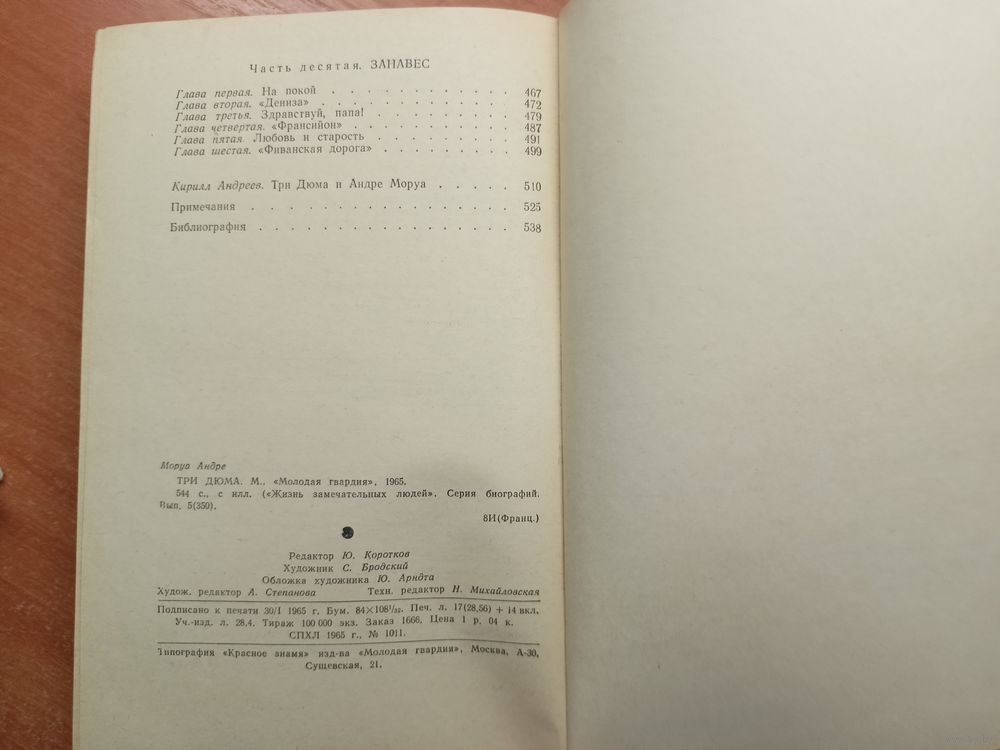 Часть десятая. ЗАНАВЕС
Глава первая. На покой . . . . . . . . . . . 467
Глава вторая. «Дениза» . . . . . . . . . . . 472
Глава третья. Здравствуй, папа! . . . . . . . . 479
Глава четвертая. «Франсийон» . . . . . . . . . 487
Глава пятая. Любовь и старость . . . . . . . . 491
Глава шестая. «Фиванская дорога» . . . . . . . . 499
Кирилл Андреев. Три Дюма и Андре Моруа . . . . . 510
Примечания . . . . . . . . . . . . . . . . 525
Библиография . . . . . . . . . . . . . . . . 538
Моруа Андре
ТРИ ДЮМА. М., «Молодая гвардия», 1965.
544 с., с илл. («Жизнь замечательных людей». Серия биографий.
Вып. 5(350).
8И(Франц.)
Редактор Ю. Коротков
Художник С. Бродский
Обложка художника Ю. Арндта
Худож. редактор А. Степанова Техн. редактор Н. Михайловская
Подписано к печати 30/I 1965 г. Бум. 84×108¹/₃₂. Печ. л. 17(28,56) + 14 вкл.
Уч.-изд. л. 28,4. Тираж 100 000 экз. Заказ 1666. Цена 1 р. 04 к.
СПХЛ 1965 г., № 1011.
Типография «Красное знамя» изд-ва «Молодая гвардия», Москва, А-30,
Сущевская, 21.